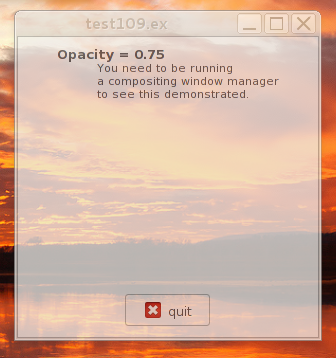 test109.ex
Opacity = 0.75
You need to be running
a compositing window manager
to see this demonstrated.
quit